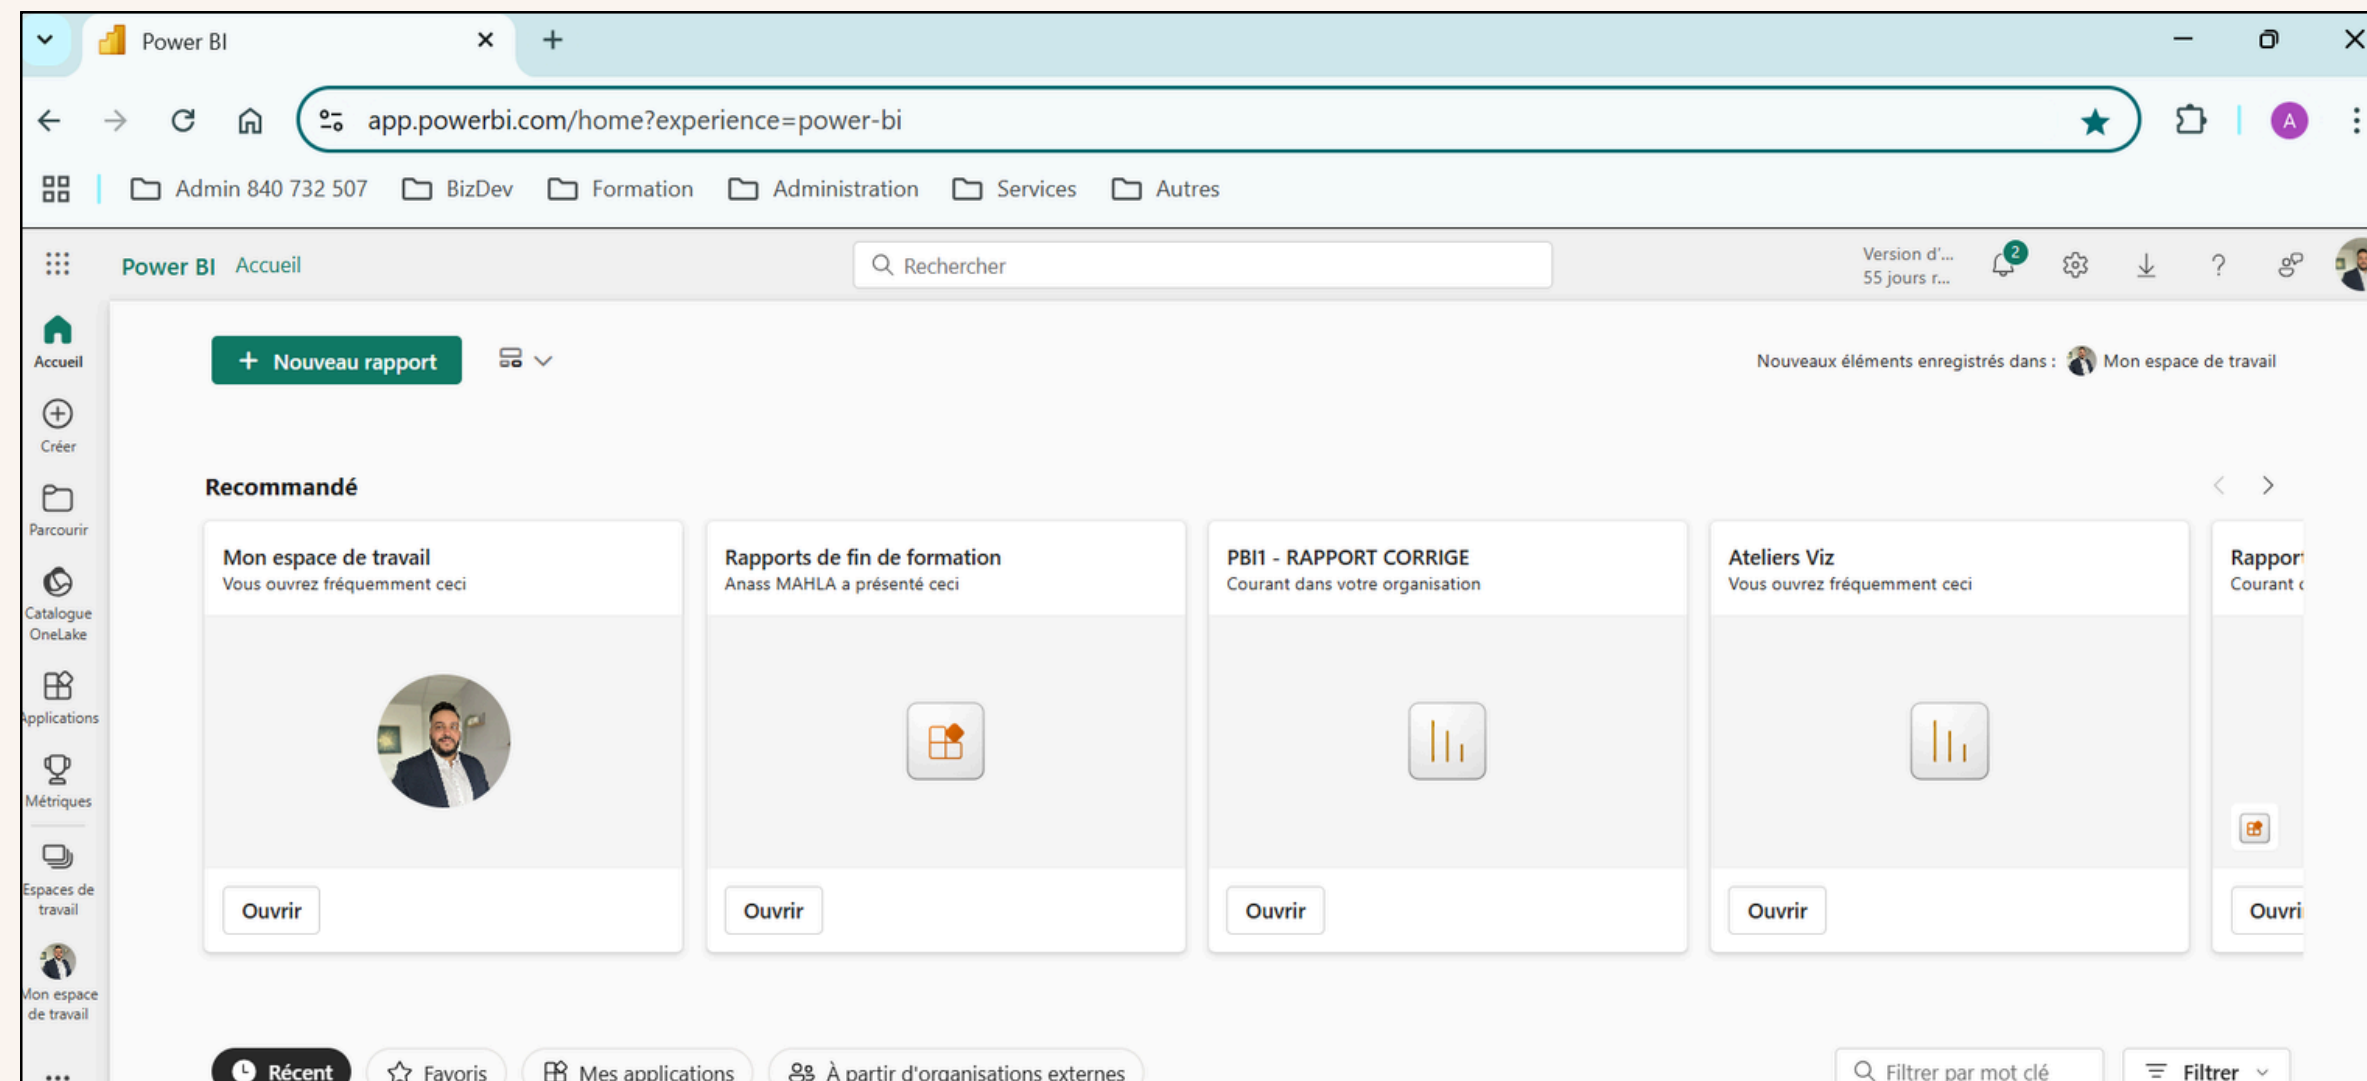 Power BI
app.powerbi.com/home?experience=power-bi
A
Admin 840 732 507 BizDev Formation Administration Services Autres
Power BI Accueil
Rechercher
Version d'...
55 jours r...
2
?
Accueil
Créer
Parcourir
Catalogue
OneLake
Applications
Métriques
Espaces de
travail
Mon espace
de travail
+ Nouveau rapport
Nouveaux éléments enregistrés dans : Mon espace de travail
Recommandé
Mon espace de travail
Vous ouvrez fréquemment ceci
Ouvrir
Rapports de fin de formation
Anass MAHLA a présenté ceci
Ouvrir
PBI1 - RAPPORT CORRIGE
Courant dans votre organisation
Ouvrir
Ateliers Viz
Vous ouvrez fréquemment ceci
Ouvrir
Rapport
Courant
Ouvri
Récent Favoris Mes applications À partir d'organisations externes
Filtrer par mot clé Filtrer